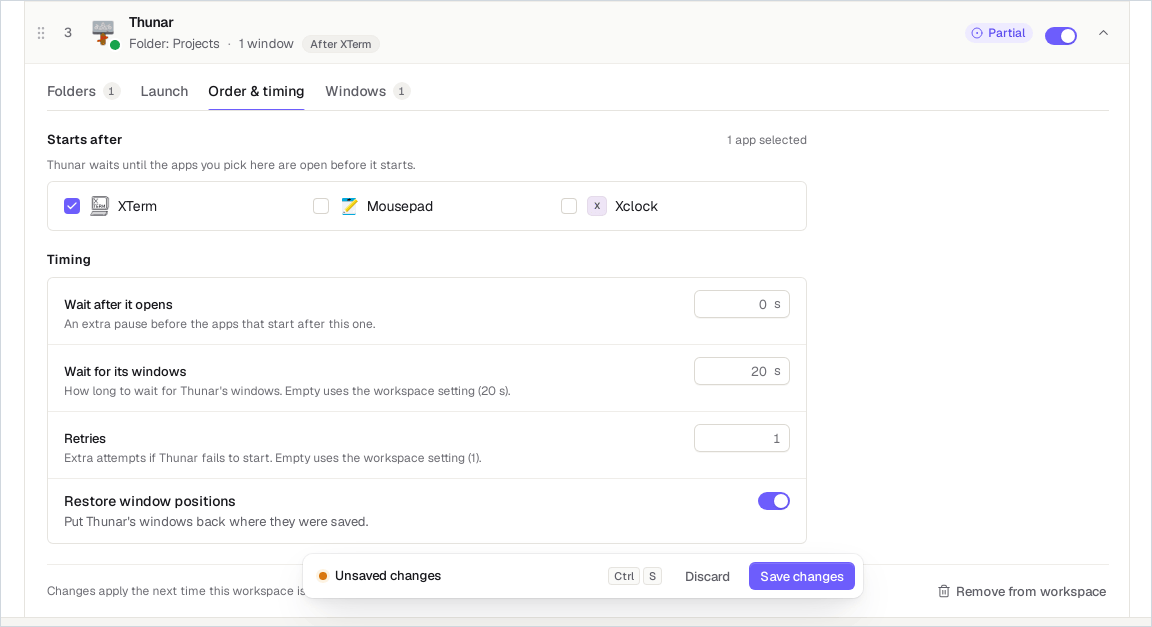 3 Thunar Partial
Folder: Projects · 1 window After XTerm
Folders 1 Launch Order & timing Windows 1
Starts after 1 app selected
Thunar waits until the apps you pick here are open before it starts.
XTerm Mousepad X Xclock
Timing
Wait after it opens 0 s
An extra pause before the apps that start after this one.
Wait for its windows 20 s
How long to wait for Thunar's windows. Empty uses the workspace setting (20 s).
Retries 1
Extra attempts if Thunar fails to start. Empty uses the workspace setting (1).
Restore window positions
Put Thunar's windows back where they were saved.
Unsaved changes Ctrl S Discard Save changes
Changes apply the next time this workspace is Remove from workspace